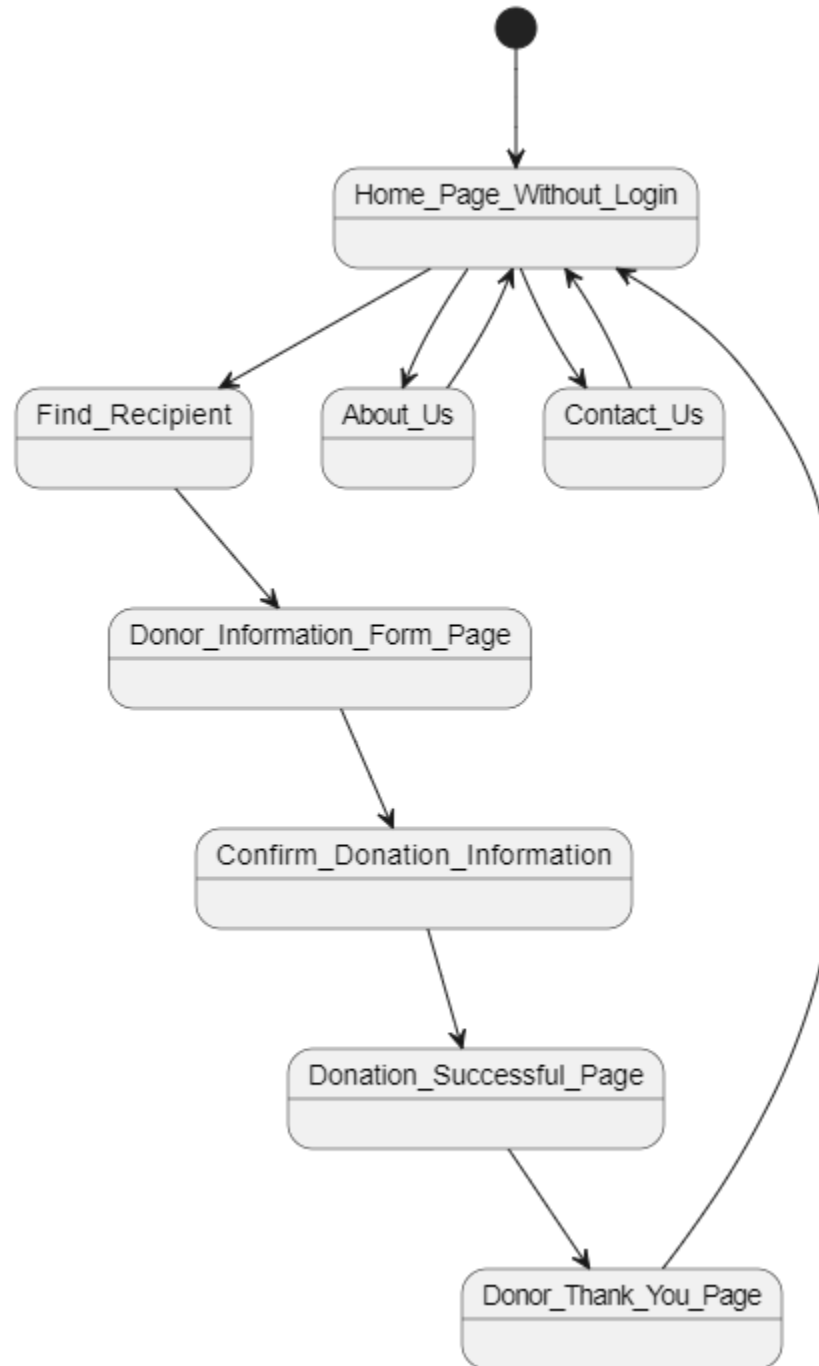 Home_Page_Without_Login
Find_Recipient
About_Us
Contact_Us
Donor_Information_Form_Page
Confirm_Donation_Information
Donation_Successful_Page
Donor_Thank_You_Page